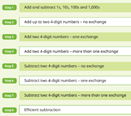 Step 1 Add and subtract 1s, 10s, 100s and 1,000s
Step 2 Add up to two 4-digit numbers - no exchange
Step 3 Add two 4-digit numbers - one exchange
Step 4 Add two 4-digit numbers - more than one exchange
Step 5 Subtract two 4-digit numbers - no exchange
Step 6 Subtract two 4-digit numbers - one exchange
Step 7 Subtract two 4-digit numbers - more than one exchange
Step 8 Efficient subtraction